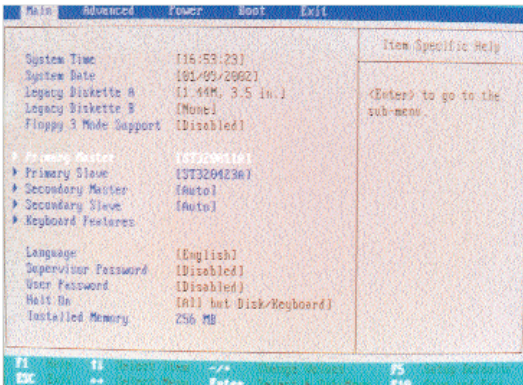 Main Advanced Power Boot Exit
Item Specific Help
System Time [16:53:23]
System Date [01/09/2002]
Legacy Diskette A [1.44M, 3.5 in.]
Legacy Diskette B [None]
Floppy 3 Mode Support [Disabled]
<Enter> to go to the
sub-menu.
Primary Master
Primary Slave [ST320423A]
Secondary Master [Auto]
Secondary Slave [Auto]
Keyboard Features
Language [English]
Supervisor Password [Disabled]
User Password [Disabled]
Halt On [All but Disk/Keyboard]
Installed Memory 256 MB
F1 -/+ F5
ESC Enter F10